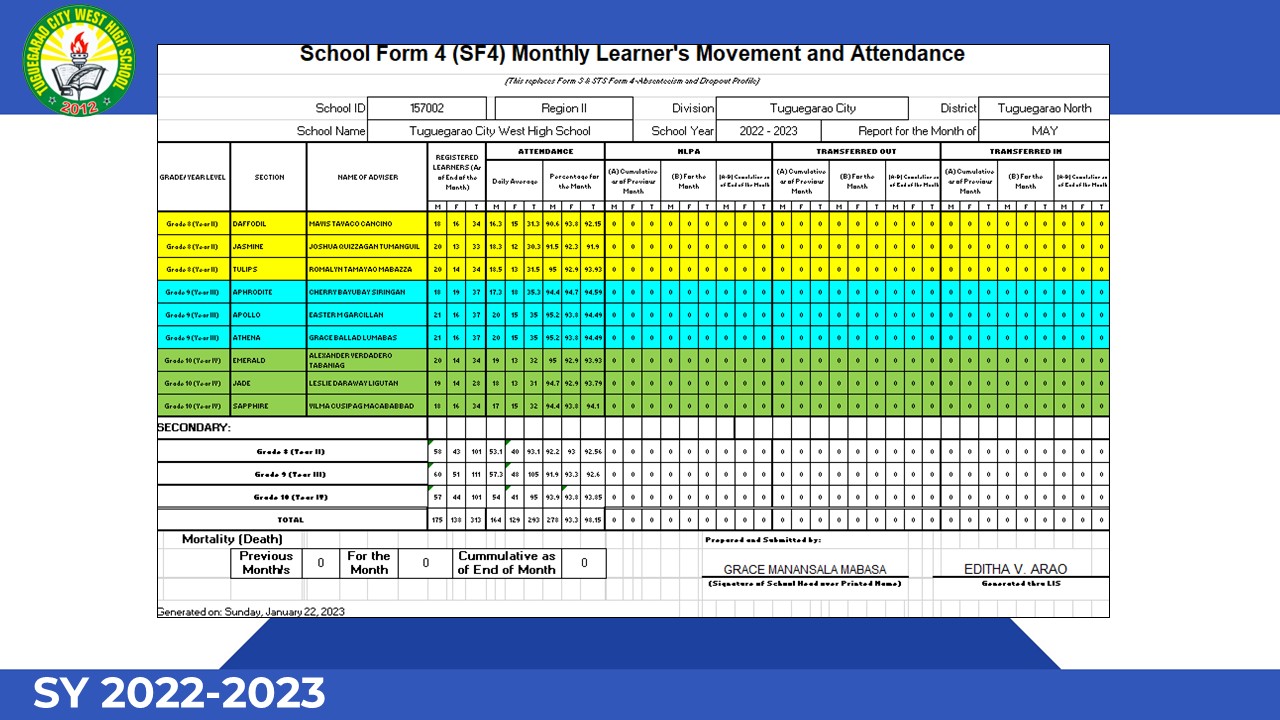 TUGUEGARAO CITY WEST HIGH SCHOOL
2012
School Form 4 (SF4) Monthly Learner's Movement and Attendance
(This replaces Form 3 & STS Form 4-Absenteeism and Dropout Profile)
School ID 157002 Region II Division Tuguegarao City District Tuguegarao North
School Name Tuguegarao City West High School School Year 2022 - 2023 Report for the Month of MAY
GRADE/YEAR LEVEL SECTION NAME OF ADVISER REGISTERED LEARNERS (As of End of the Month) ATTENDANCE NLPA TRANSFERRED OUT TRANSFERRED IN
Daily Average Percentage for the Month (A) Cumulative as of Previous Month (B) For the Month (A+B) Cumulative as of End of the Month (A) Cumulative as of Previous Month (B) For the Month (A+B) Cumulative as of End of the Month (A) Cumulative as of Previous Month (B) For the Month (A+B) Cumulative as of End of the Month
M F T M F T M F T M F T M F T M F T M F T M F T M F T M F T M F T M F T
Grade 8 (Year II) DAFFODIL MAVIS TAVACO CANCINO 18 16 34 16.3 15 31.3 90.6 93.8 92.15 0 0 0 0 0 0 0 0 0 0 0 0 0 0 0 0 0 0 0 0 0 0 0 0 0 0 0
Grade 8 (Year II) JASMINE JOSHUA QUIZZAGAN TUMANGUIL 20 13 33 18.3 12 30.3 91.5 92.3 91.9 0 0 0 0 0 0 0 0 0 0 0 0 0 0 0 0 0 0 0 0 0 0 0 0 0 0 0
Grade 8 (Year II) TULIPS ROMALYN TAMAYAO MABAZZA 20 14 34 18.5 13 31.5 95 92.9 93.93 0 0 0 0 0 0 0 0 0 0 0 0 0 0 0 0 0 0 0 0 0 0 0 0 0 0 0
Grade 9 (Year III) APHRODITE CHERRY BAYUBAY SIRINGAN 18 19 37 17.3 18 35.3 94.4 94.7 94.59 0 0 0 0 0 0 0 0 0 0 0 0 0 0 0 0 0 0 0 0 0 0 0 0 0 0 0
Grade 9 (Year III) APOLLO EASTER M GARCILLAN 21 16 37 20 15 35 95.2 93.8 94.49 0 0 0 0 0 0 0 0 0 0 0 0 0 0 0 0 0 0 0 0 0 0 0 0 0 0 0
Grade 9 (Year III) ATHENA GRACE BALLAD LUMABAS 21 16 37 20 15 35 95.2 93.8 94.49 0 0 0 0 0 0 0 0 0 0 0 0 0 0 0 0 0 0 0 0 0 0 0 0 0 0 0
Grade 10 (Year IV) EMERALD ALEXANDER VERDADERO TABANIAG 20 14 34 19 13 32 95 92.9 93.93 0 0 0 0 0 0 0 0 0 0 0 0 0 0 0 0 0 0 0 0 0 0 0 0 0 0 0
Grade 10 (Year IV) JADE LESLIE DARAWAY LIGUTAN 19 14 28 18 13 31 94.7 92.9 93.79 0 0 0 0 0 0 0 0 0 0 0 0 0 0 0 0 0 0 0 0 0 0 0 0 0 0 0
Grade 10 (Year IV) SAPPHIRE VILMA CUSIPAG MACABABBAD 18 16 34 17 15 32 94.4 93.8 94.1 0 0 0 0 0 0 0 0 0 0 0 0 0 0 0 0 0 0 0 0 0 0 0 0 0 0 0
SECONDARY:
Grade 8 (Year II) 58 43 101 53.1 40 93.1 92.2 93 92.56 0 0 0 0 0 0 0 0 0 0 0 0 0 0 0 0 0 0 0 0 0 0 0 0 0 0 0
Grade 9 (Year III) 60 51 111 57.3 48 105 91.9 93.3 92.6 0 0 0 0 0 0 0 0 0 0 0 0 0 0 0 0 0 0 0 0 0 0 0 0 0 0 0
Grade 10 (Year IV) 57 44 101 54 41 95 93.9 93.8 93.85 0 0 0 0 0 0 0 0 0 0 0 0 0 0 0 0 0 0 0 0 0 0 0 0 0 0 0
TOTAL 175 138 313 164 129 293 278 93.3 98.15 0 0 0 0 0 0 0 0 0 0 0 0 0 0 0 0 0 0 0 0 0 0 0 0 0 0 0
Mortality (Death) Prepared and Submitted by:
Previous Month/s 0 For the Month 0 Cummulative as of End of Month 0
GRACE MANANSALA MABASA EDITHA V. ARAO
(Signature of School Head over Printed Name) Generated thru LIS
Generated on: Sunday, January 22, 2023
SY 2022-2023